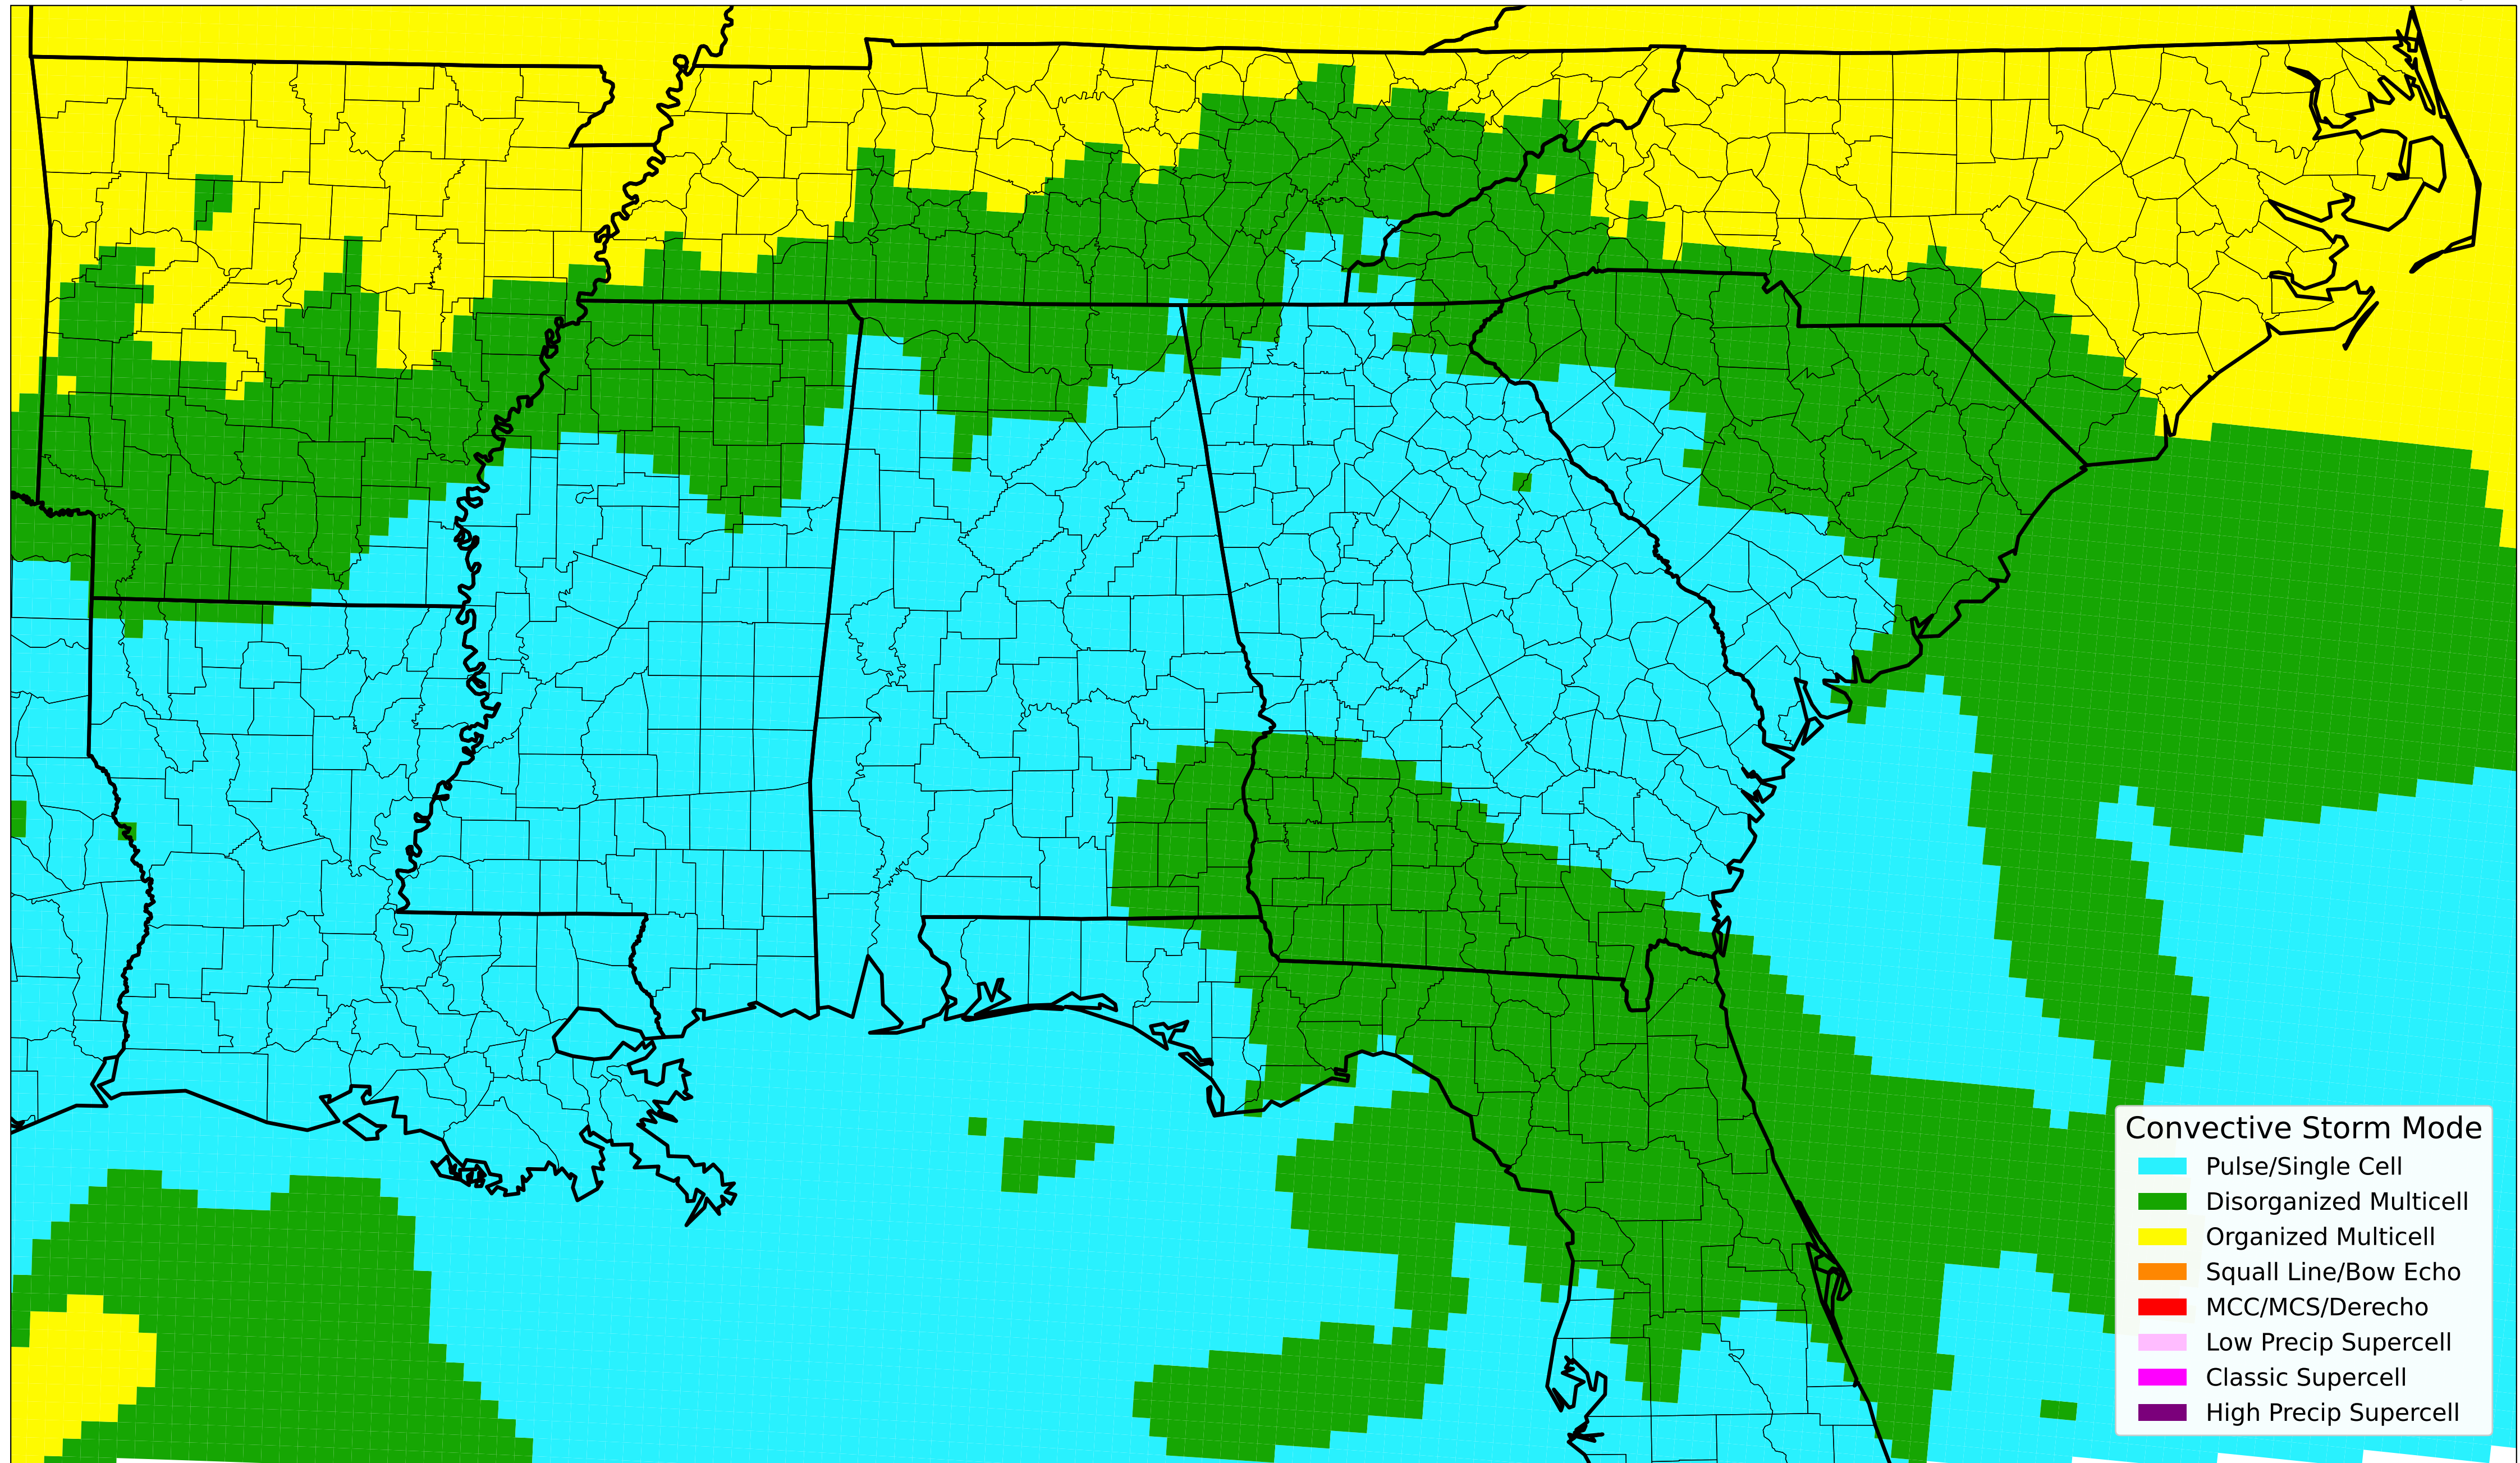 Convective Storm Mode
Pulse/Single Cell
Disorganized Multicell
Organized Multicell
Squall Line/Bow Echo
MCC/MCS/Derecho
Low Precip Supercell
Classic Supercell
High Precip Supercell